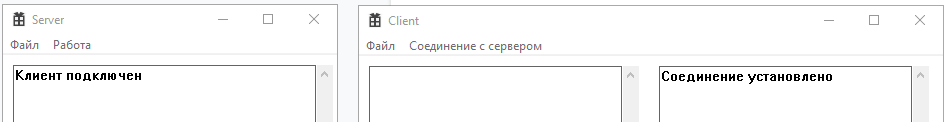 Server
Файл Работа
Клиент подключен
Client
Файл Соединение с сервером
Соединение установлено